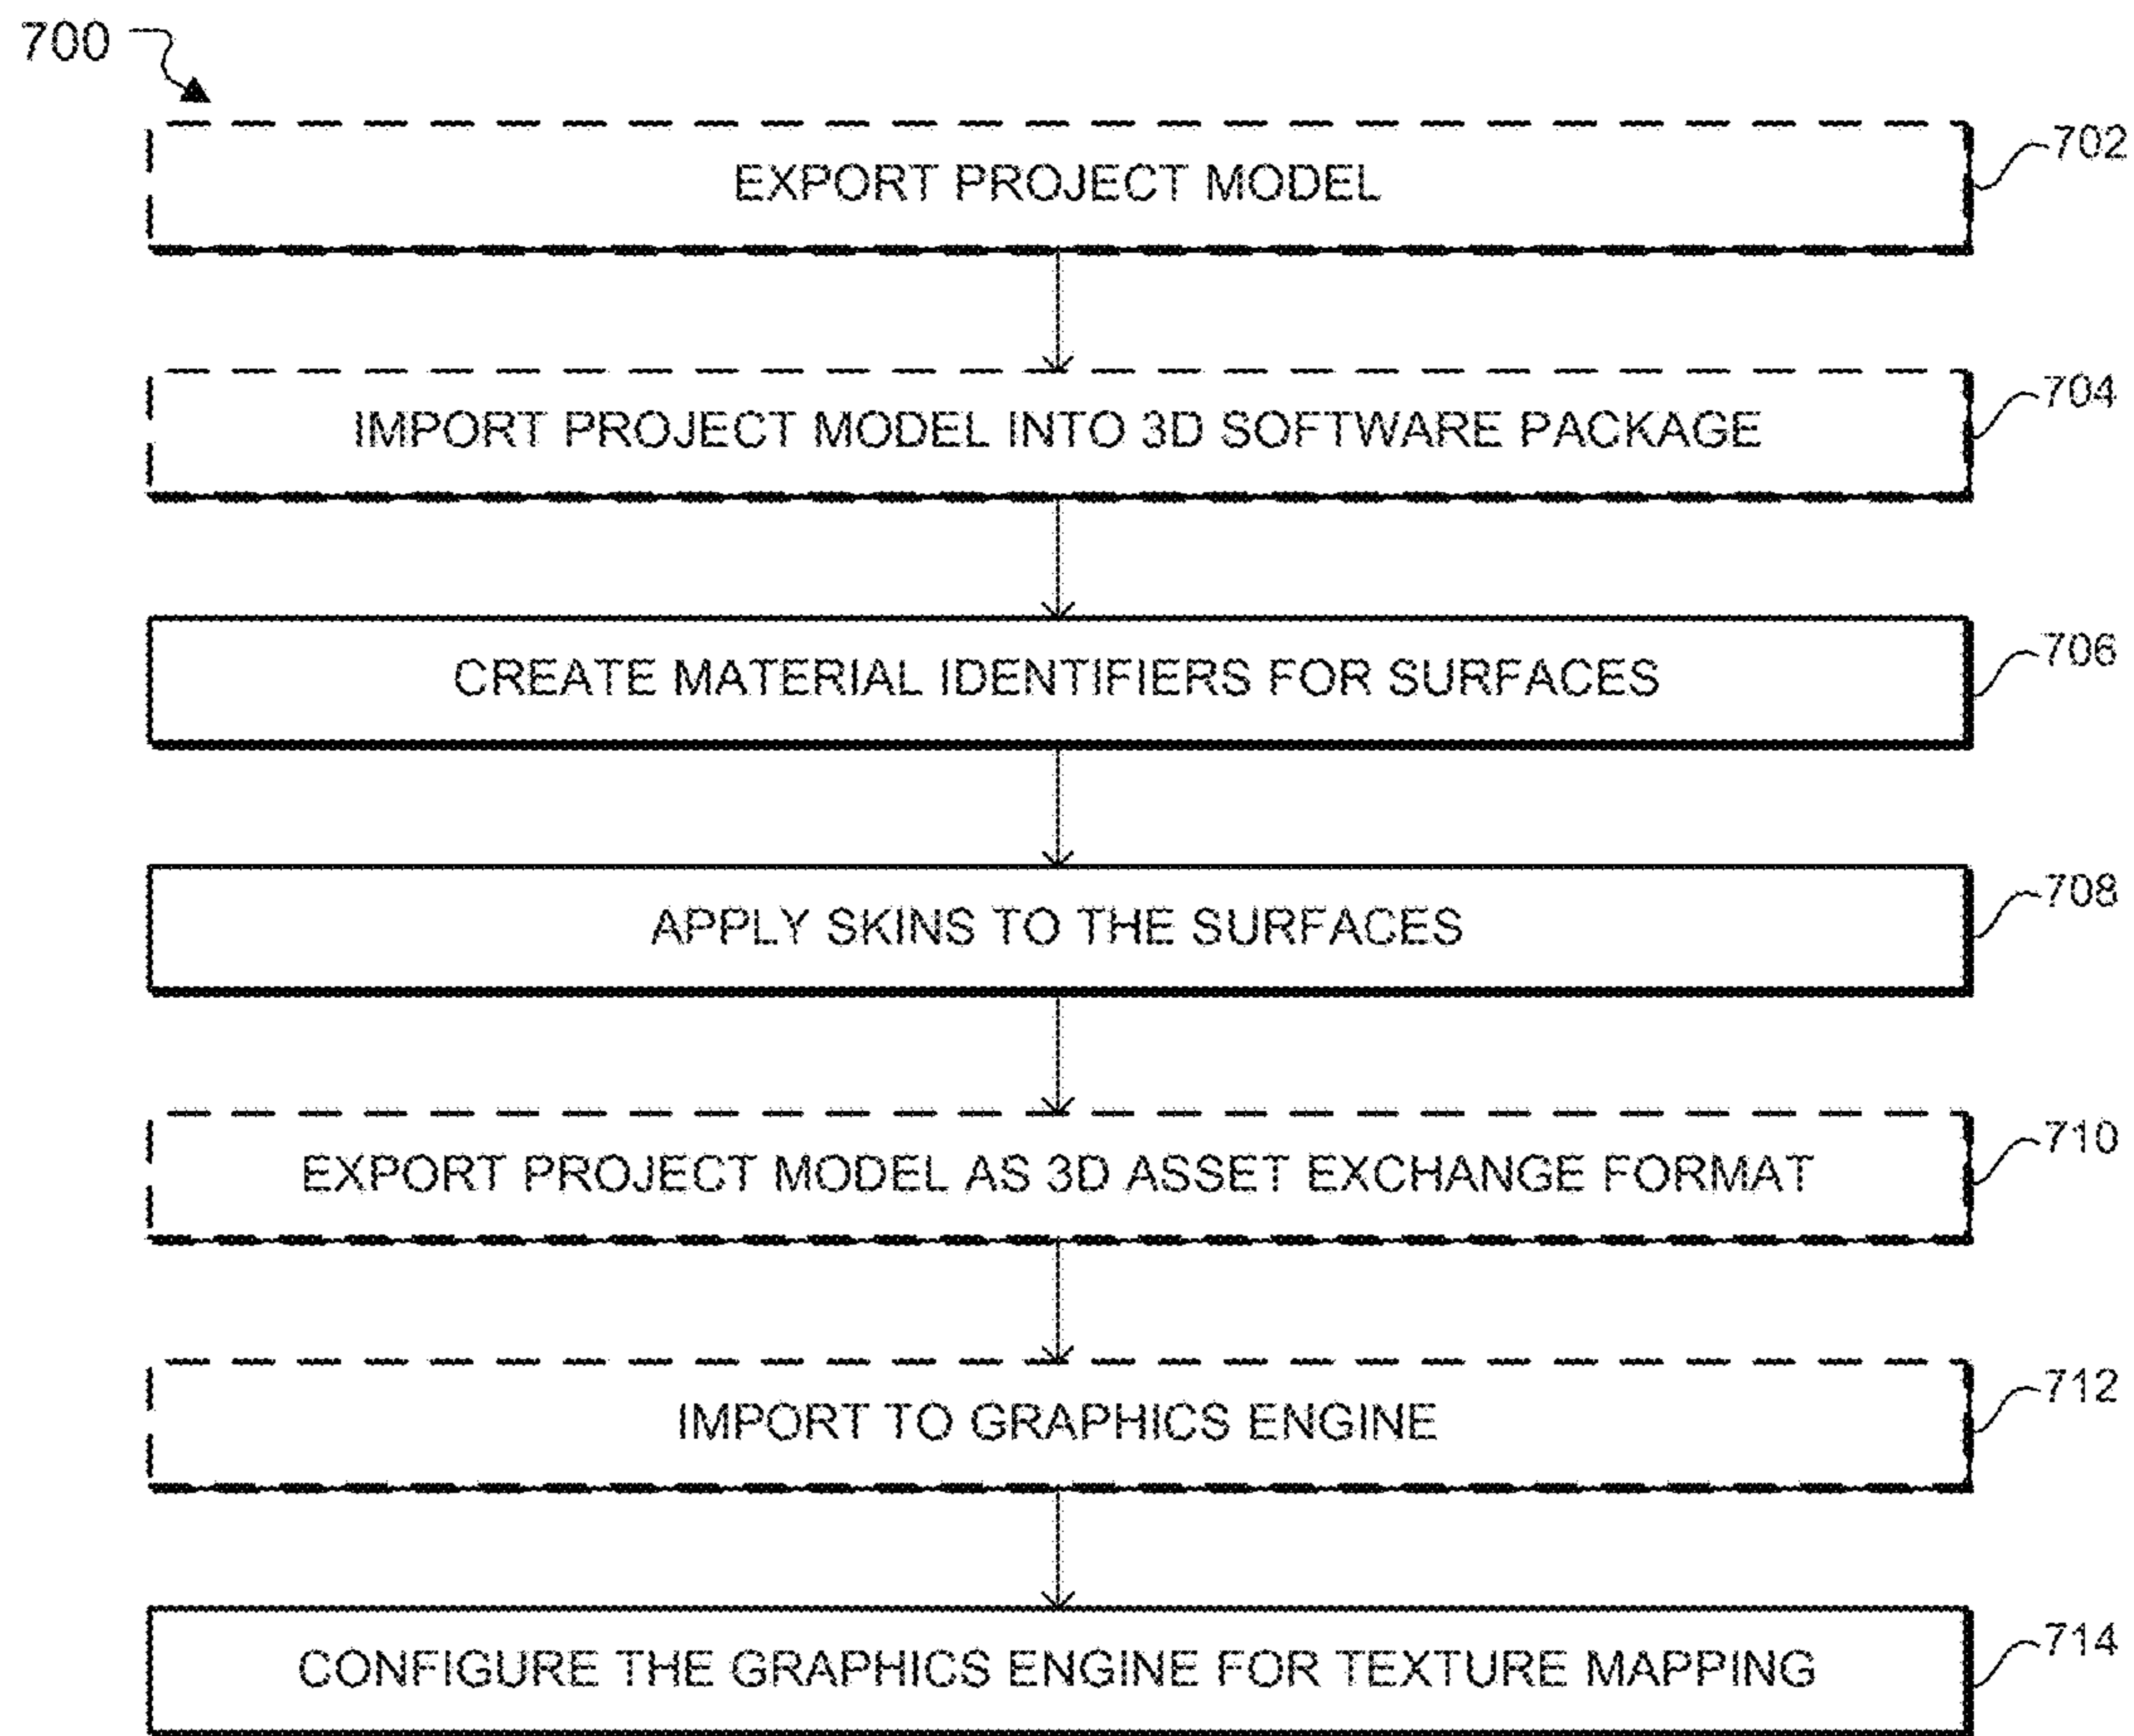 700
EXPORT PROJECT MODEL
702
IMPORT PROJECT MODEL INTO 3D SOFTWARE PACKAGE
704
CREATE MATERIAL IDENTIFIERS FOR SURFACES
706
APPLY SKINS TO THE SURFACES
708
EXPORT PROJECT MODEL AS 3D ASSET EXCHANGE FORMAT
710
IMPORT TO GRAPHICS ENGINE
712
CONFIGURE THE GRAPHICS ENGINE FOR TEXTURE MAPPING
714